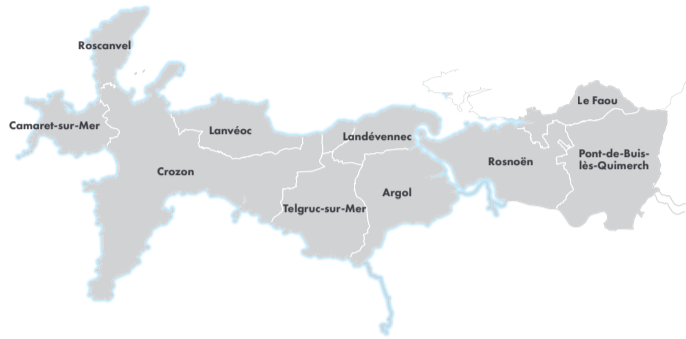 Roscanvel
Le Faou
Camaret-sur-Mer
Lanvéoc
Landévennec
Pont-de-Buis-
lès-Quimerch
Rosnoën
Crozon
Argol
Telgruc-sur-Mer